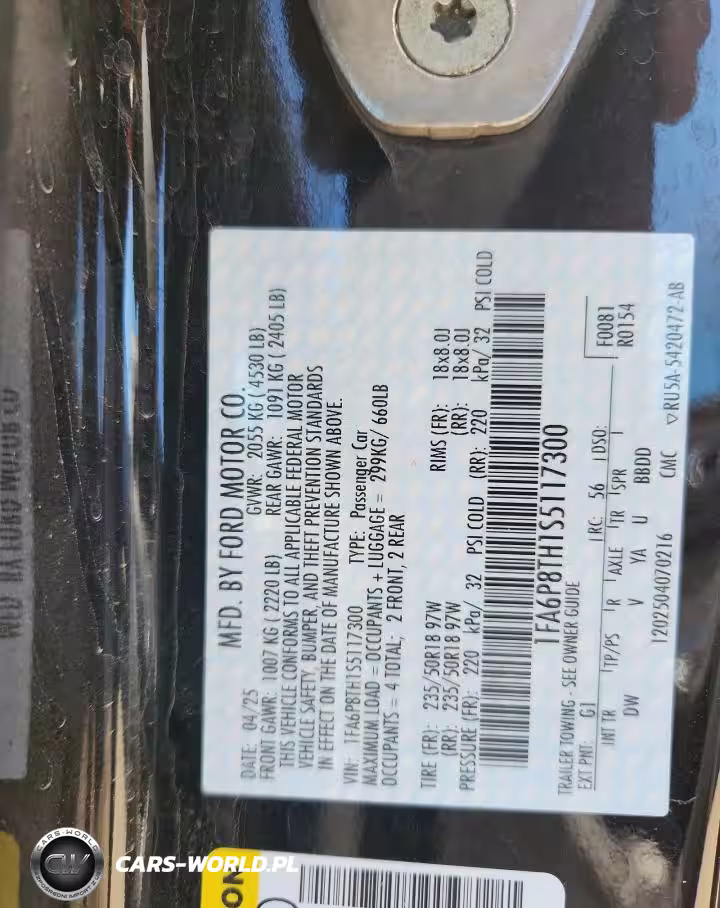 MFD. BY FORD MOTOR CO.
DATE: 04/25 GVWR: 2055 KG ( 4530 LB)
FRONT GAWR: 1007 KG ( 2220 LB) REAR GAWR: 1091 KG ( 2405 LB)
THIS VEHICLE CONFORMS TO ALL APPLICABLE FEDERAL MOTOR
VEHICLE SAFETY, BUMPER, AND THEFT PREVENTION STANDARDS
IN EFFECT ON THE DATE OF MANUFACTURE SHOWN ABOVE.
VIN: 1FA6P8TH1S5117300 TYPE: Passenger Car
MAXIMUM LOAD = OCCUPANTS + LUGGAGE = 299KG/ 660LB
OCCUPANTS = 4 TOTAL; 2 FRONT, 2 REAR
TIRE (FR): 235/50R18 97W RIMS (FR): 18x8.0J
(RR): 235/50R18 97W (RR): 18x8.0J
PRESSURE (FR): 220 kPa/ 32 PSI COLD (RR): 220 kPa/ 32 PSI COLD
1FA6P8TH1S5117300
TRAILER TOWING - SEE OWNER GUIDE
EXT PNT: G1 RC: 56 DSO: F0081
R0154
INT TR TP/PS R AXLE TR SPR
DW V YA U BBDD
1202504070216 CMC ▽RU5A-5420472-AB
CARS-WORLD
CW
CARS-WORLD.PL